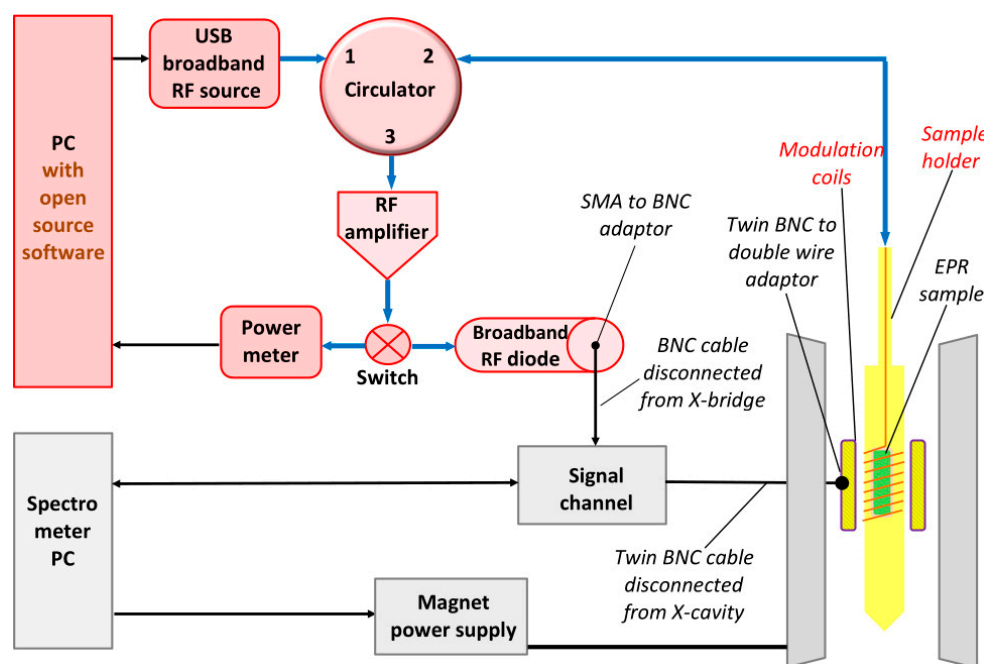 USB
broadband
RF source
1
2
Circulator
3
PC
with
open
source
software
RF
amplifier
SMA to BNC
adaptor
Modulation
coils
Sample
holder
Twin BNC to
double wire
adaptor
EPR
sample
Power
meter
Switch
Broadband
RF diode
BNC cable
disconnected
from X-bridge
Spectro
meter
PC
Signal
channel
Twin BNC cable
disconnected
from X-cavity
Magnet
power supply